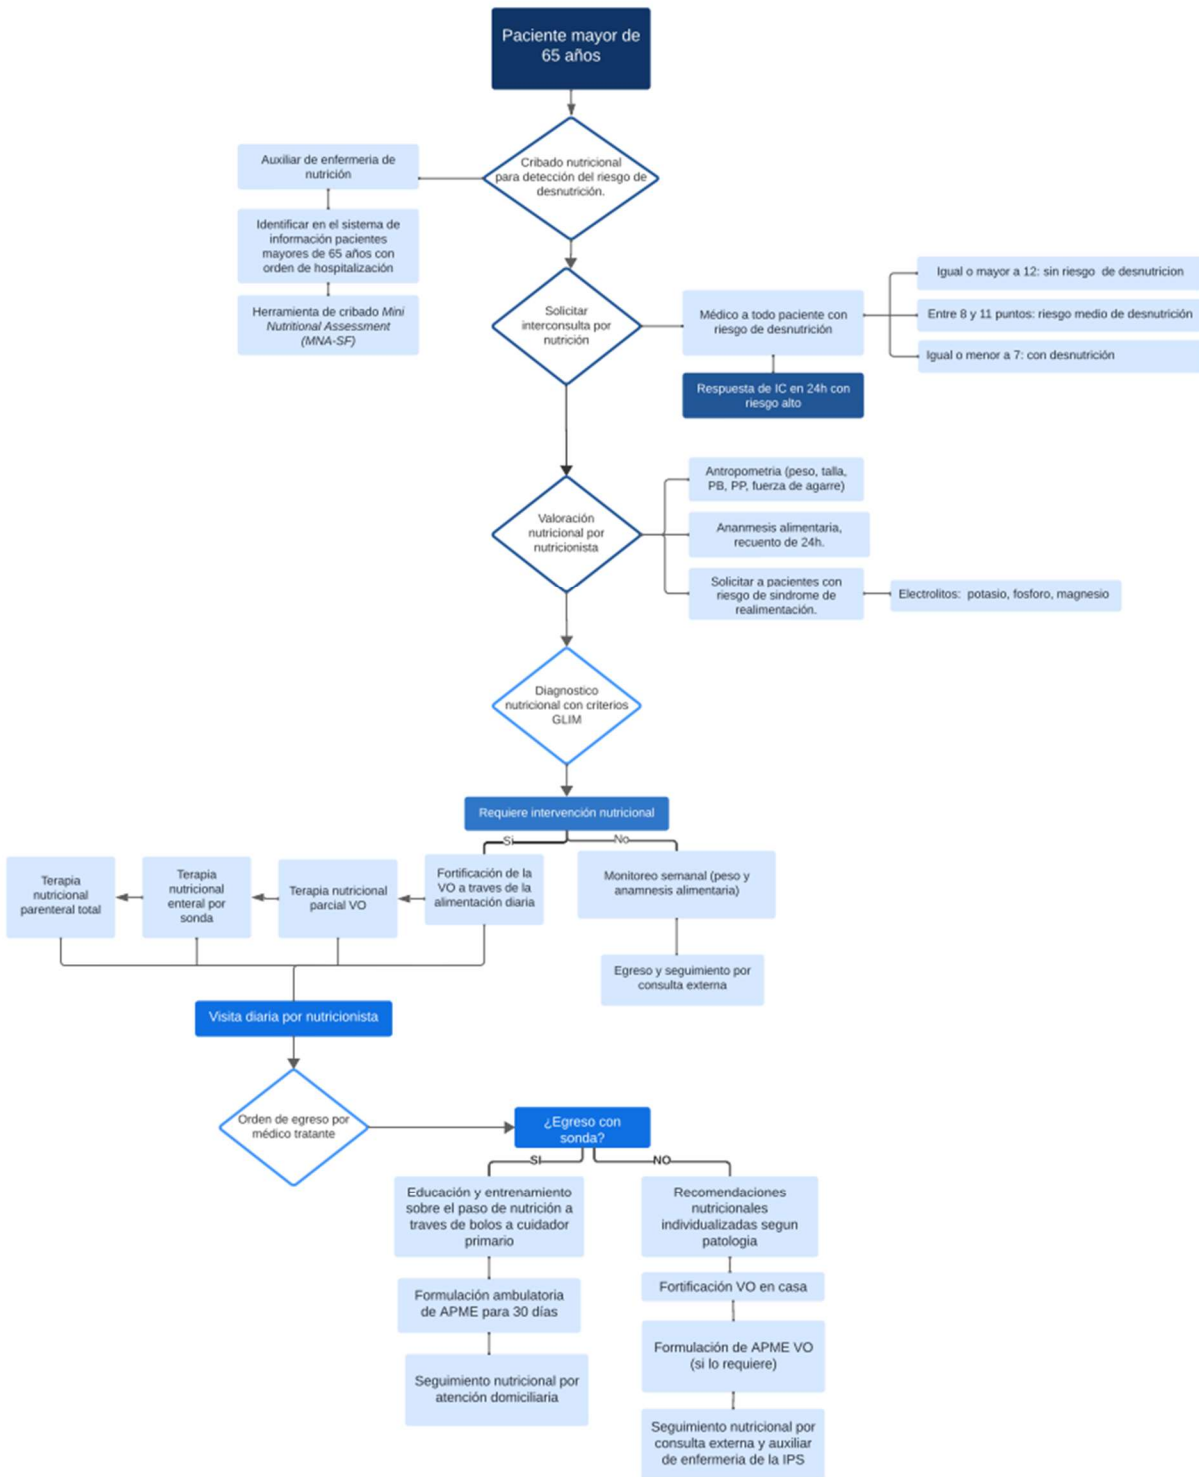 Paciente mayor de
65 años
Cribado nutricional
para detección del riesgo de
desnutrición.
Auxiliar de enfermeria de
nutrición
Identificar en el sistema de
información pacientes
mayores de 65 años con
orden de hospitalización
Herramienta de cribado Mini
Nutritional Assessment
(MNA-SF)
Solicitar
interconsulta por
nutrición
Médico a todo paciente con
riesgo de desnutrición
Igual o mayor a 12: sin riesgo de desnutricion
Entre 8 y 11 puntos: riesgo medio de desnutrición
Igual o menor a 7: con desnutrición
Respuesta de IC en 24h con
riesgo alto
Valoración
nutricional por
nutricionista
Antropometria (peso, talla,
PB, PP, fuerza de agarre)
Ananmesis alimentaria,
recuento de 24h.
Solicitar a pacientes con
riesgo de sindrome de
realimentación.
Electrolitos: potasio, fosforo, magnesio
Diagnostico
nutricional con criterios
GLIM
Requiere intervención nutricional
Si
No
Terapia
nutricional
parenteral total
Terapia
nutricional
enteral por
sonda
Terapia nutricional
parcial VO
Fortificación de la
VO a traves de la
alimentación diaria
Monitoreo semanal (peso y
anamnesis alimentaria)
Egreso y seguimiento por
consulta externa
Visita diaria por nutricionista
Orden de egreso por
médico tratante
¿Egreso con
sonda?
SI
NO
Educación y entrenamiento
sobre el paso de nutrición a
traves de bolos a cuidador
primario
Formulación ambulatoria
de APME para 30 días
Seguimiento nutricional por
atención domiciliaria
Recomendaciones
nutricionales
individualizadas segun
patologia
Fortificación VO en casa
Formulación de APME VO
(si lo requiere)
Seguimiento nutricional por
consulta externa y auxiliar
de enfermeria de la IPS